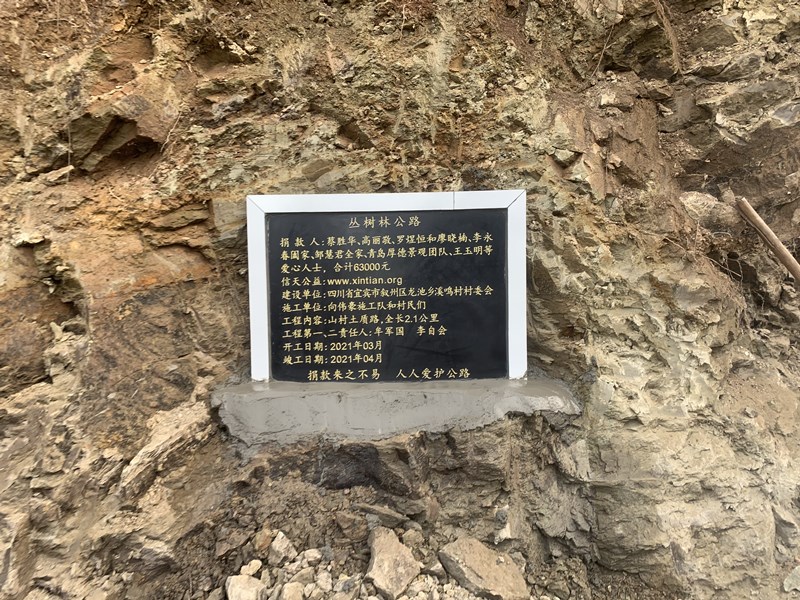 丛树林公路
捐款人:蔡胜华、高丽敬、罗煜恒和廖晓楠、李永
春阖家、邹慧君全家、青岛厚德景观团队、王玉明等
爱心人士,合计63000元
信天公益:www.xintian.org
建设单位:四川省宜宾市叙州区龙池乡溪鸣村村委会
施工单位:向伟豪施工队和村民们
工程内容:山村土质路,全长2.1公里
工程第一、二责任人:牟军国 李自会
开工日期:2021年03月
竣工日期:2021年04月
捐款来之不易 人人爱护公路